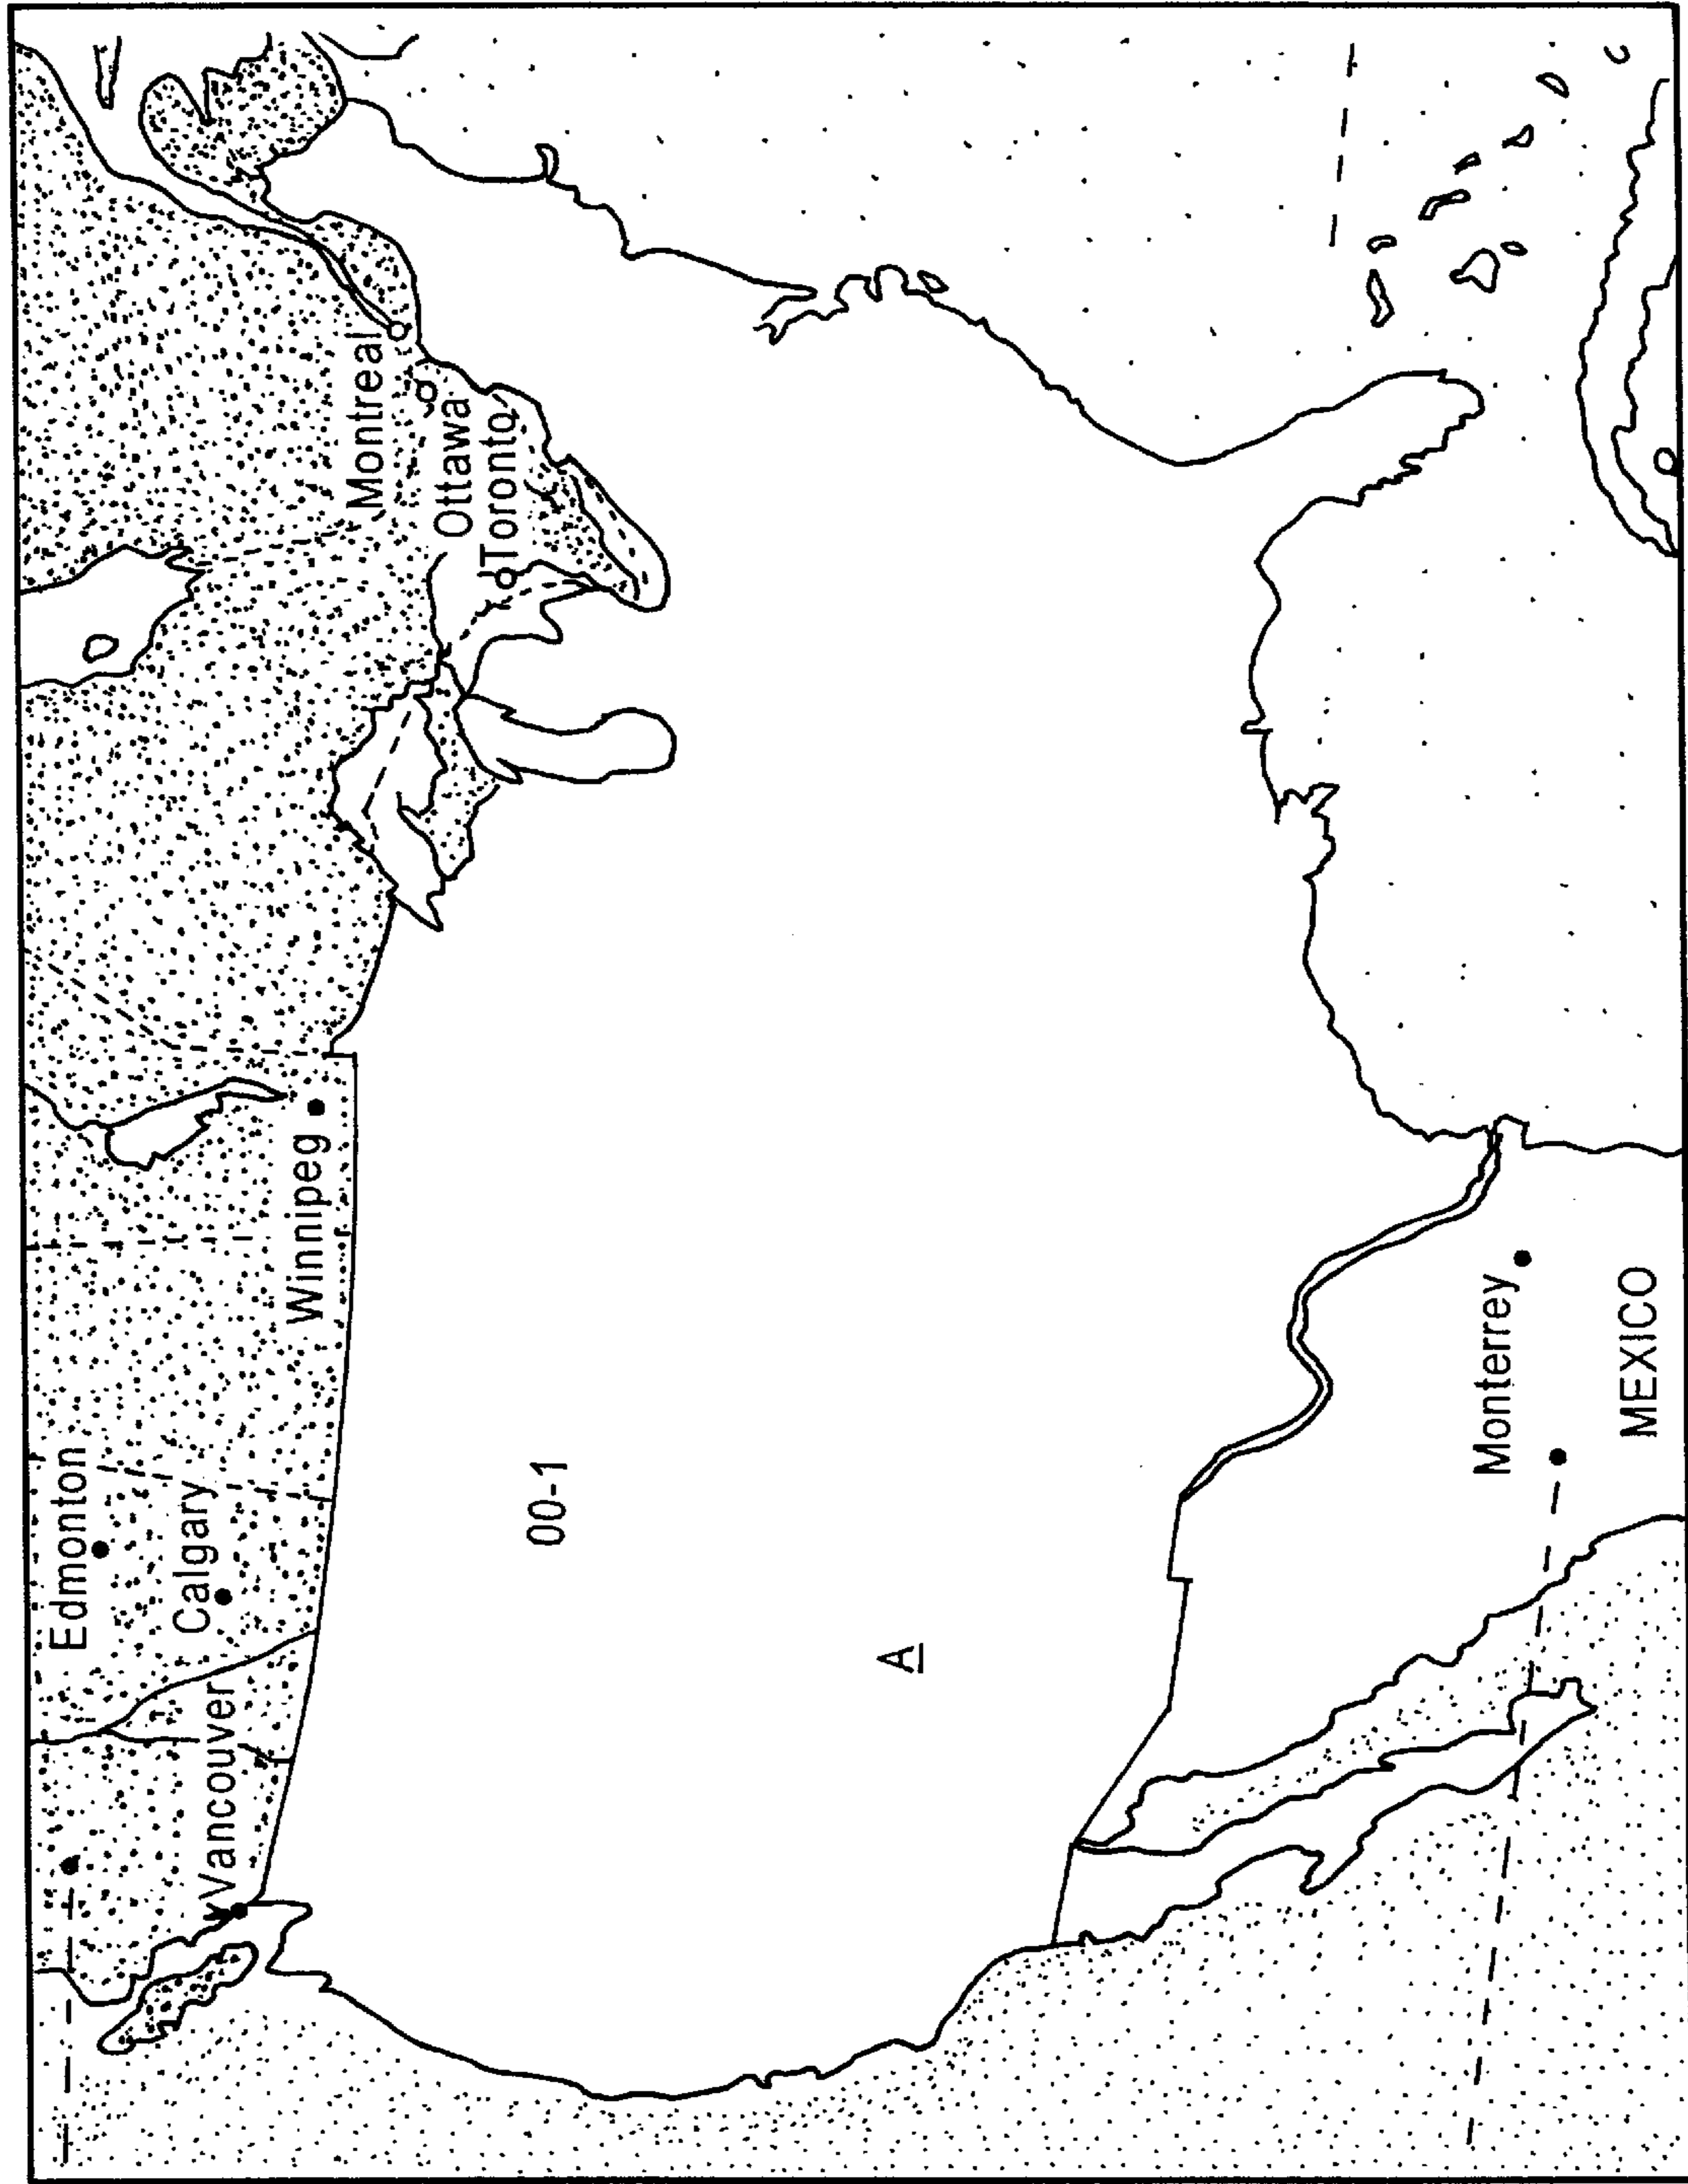 Edmonton
Calgary
Vancouver
Winnipeg
Montreal
Ottawa
Toronto
00-1
A
Monterrey
MEXICO